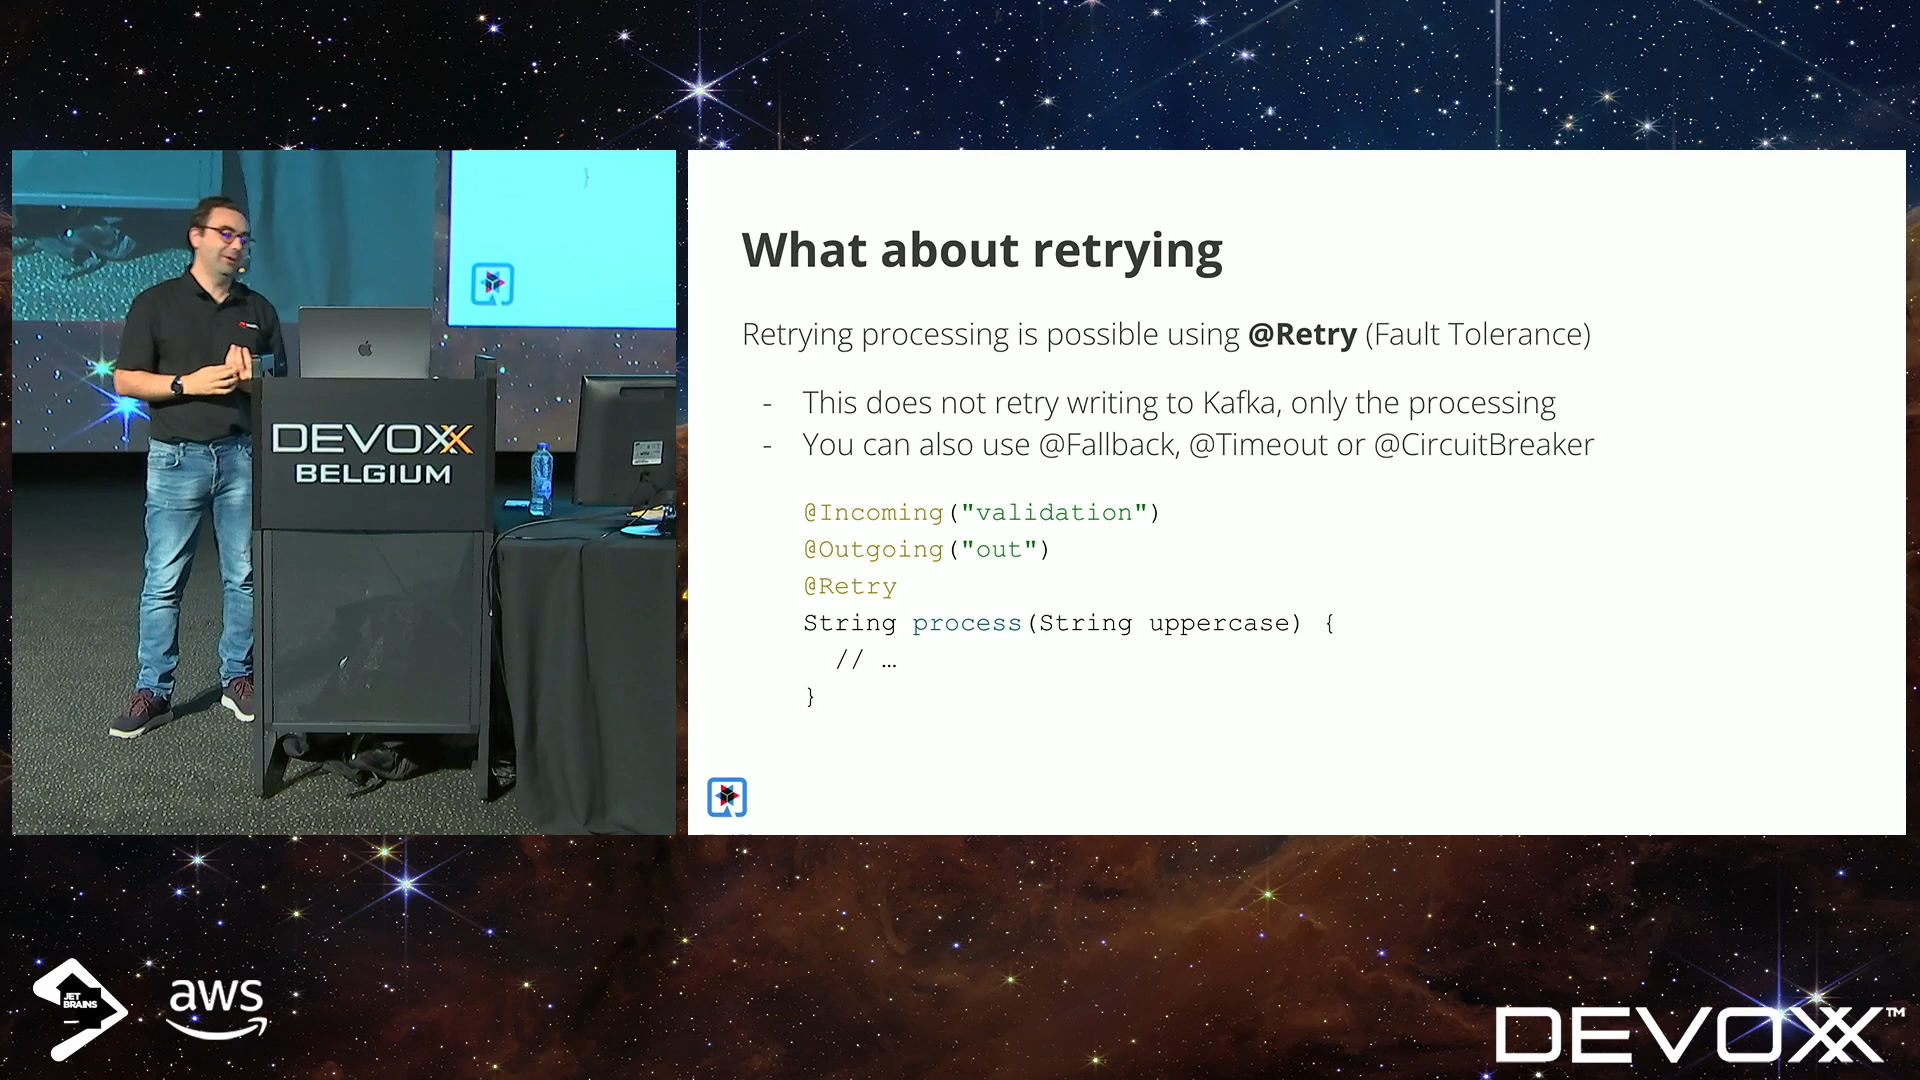 DEVOXX
BELGIUM
What about retrying
Retrying processing is possible using @Retry (Fault Tolerance)
- This does not retry writing to Kafka, only the processing
- You can also use @Fallback, @Timeout or @CircuitBreaker
@Incoming("validation")
@Outgoing("out")
@Retry
String process(String uppercase) {
// …
}
JET
BRAINS
aws
DEVOXX™